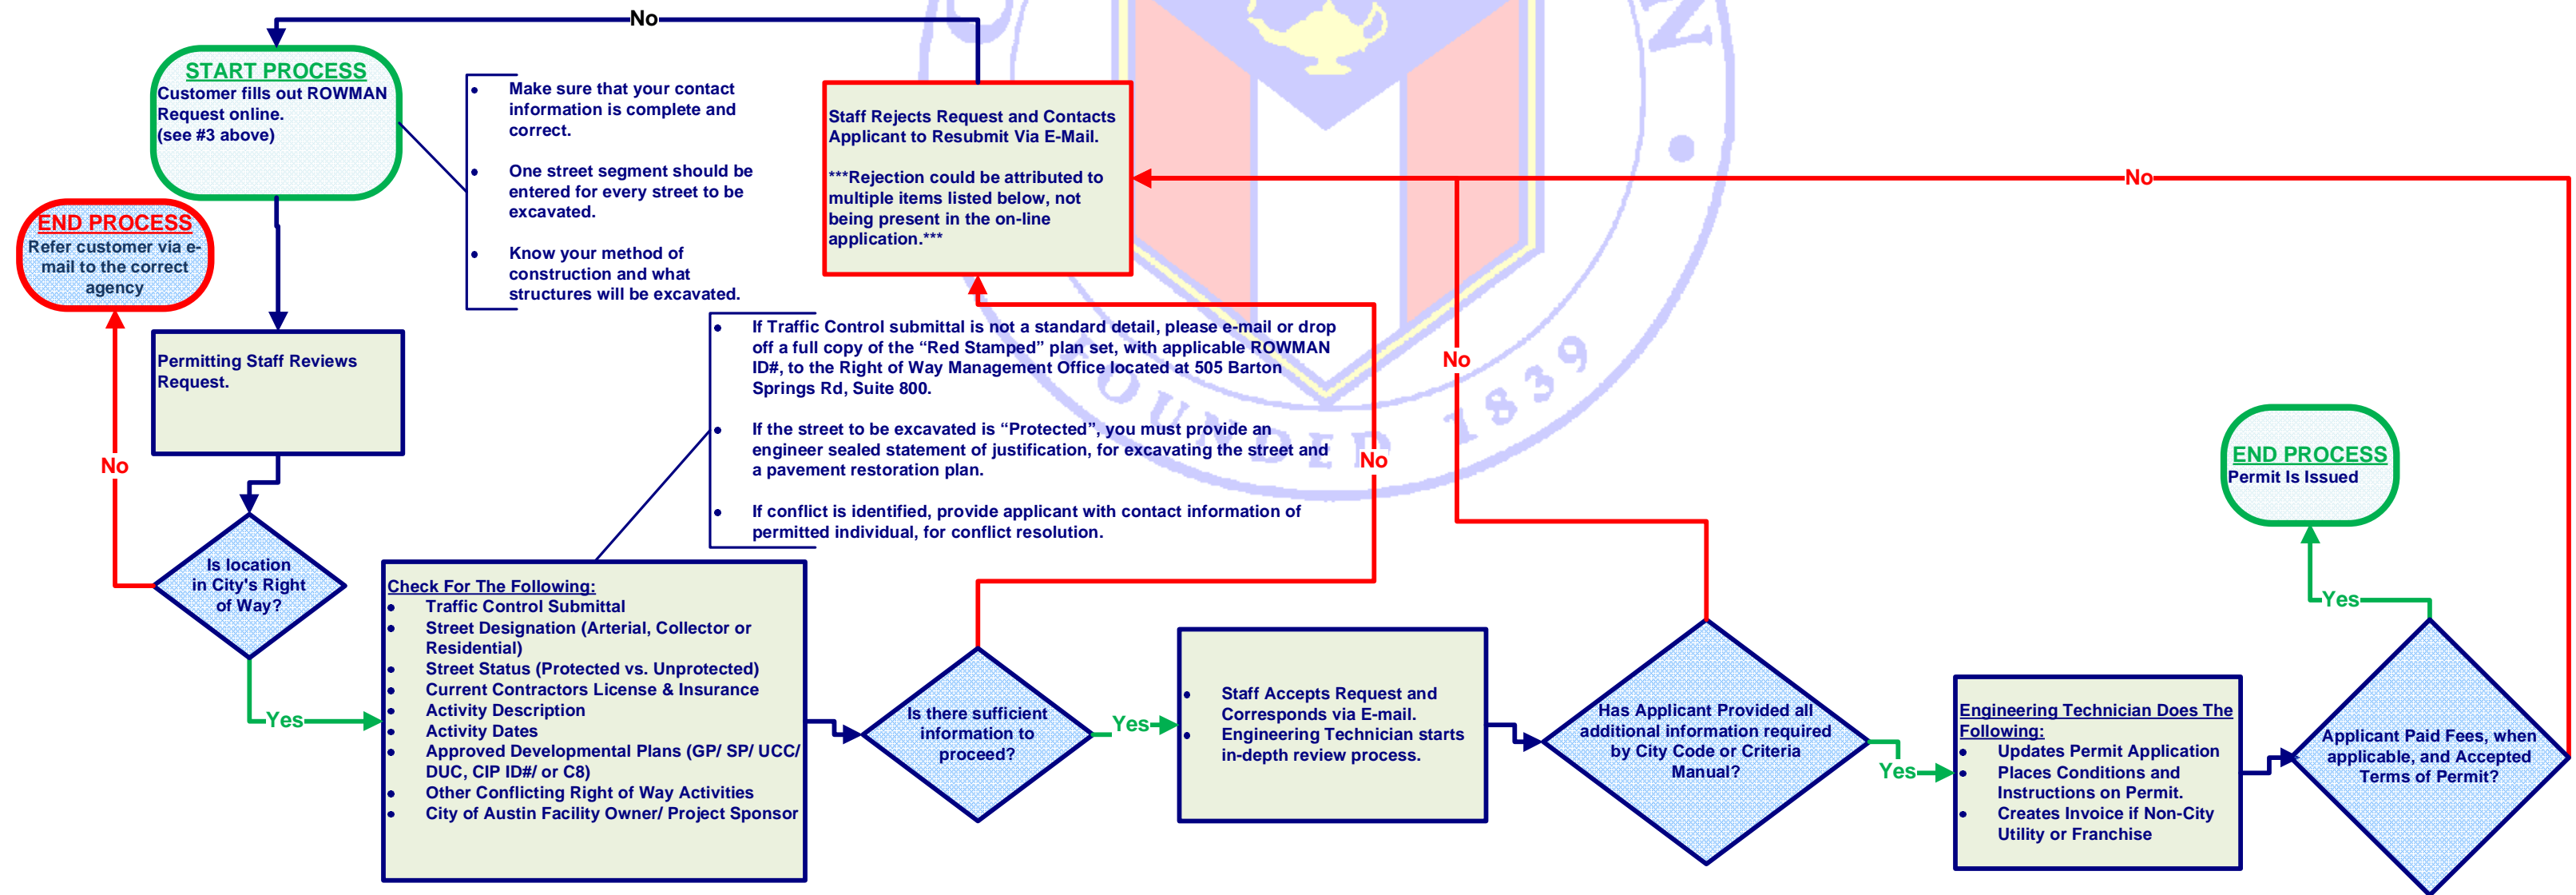 No
START PROCESS
Customer fills out ROWMAN
Request online.
(see #3 above)
• Make sure that your contact
information is complete and
correct.
• One street segment should be
entered for every street to be
excavated.
• Know your method of
construction and what
structures will be excavated.
Staff Rejects Request and Contacts
Applicant to Resubmit Via E-Mail.
***Rejection could be attributed to
multiple items listed below, not
being present in the on-line
application.***
No
END PROCESS
Refer customer via e-
mail to the correct
agency
Permitting Staff Reviews
Request.
No
• If Traffic Control submittal is not a standard detail, please e-mail or drop
off a full copy of the “Red Stamped” plan set, with applicable ROWMAN
ID#, to the Right of Way Management Office located at 505 Barton
Springs Rd, Suite 800.
• If the street to be excavated is “Protected”, you must provide an
engineer sealed statement of justification, for excavating the street and
a pavement restoration plan.
• If conflict is identified, provide applicant with contact information of
permitted individual, for conflict resolution.
No
No
FOUNDED 1839
Is location
in City's Right
of Way?
Yes
Check For The Following:
• Traffic Control Submittal
• Street Designation (Arterial, Collector or
Residential)
• Street Status (Protected vs. Unprotected)
• Current Contractors License & Insurance
• Activity Description
• Activity Dates
• Approved Developmental Plans (GP/ SP/ UCC/
DUC, CIP ID#/ or C8)
• Other Conflicting Right of Way Activities
• City of Austin Facility Owner/ Project Sponsor
Is there sufficient
information to
proceed?
Yes
• Staff Accepts Request and
Corresponds via E-mail.
• Engineering Technician starts
in-depth review process.
Has Applicant Provided all
additional information required
by City Code or Criteria
Manual?
Yes
Engineering Technician Does The
Following:
• Updates Permit Application
• Places Conditions and
Instructions on Permit.
• Creates Invoice if Non-City
Utility or Franchise
Applicant Paid Fees, when
applicable, and Accepted
Terms of Permit?
Yes
END PROCESS
Permit Is Issued